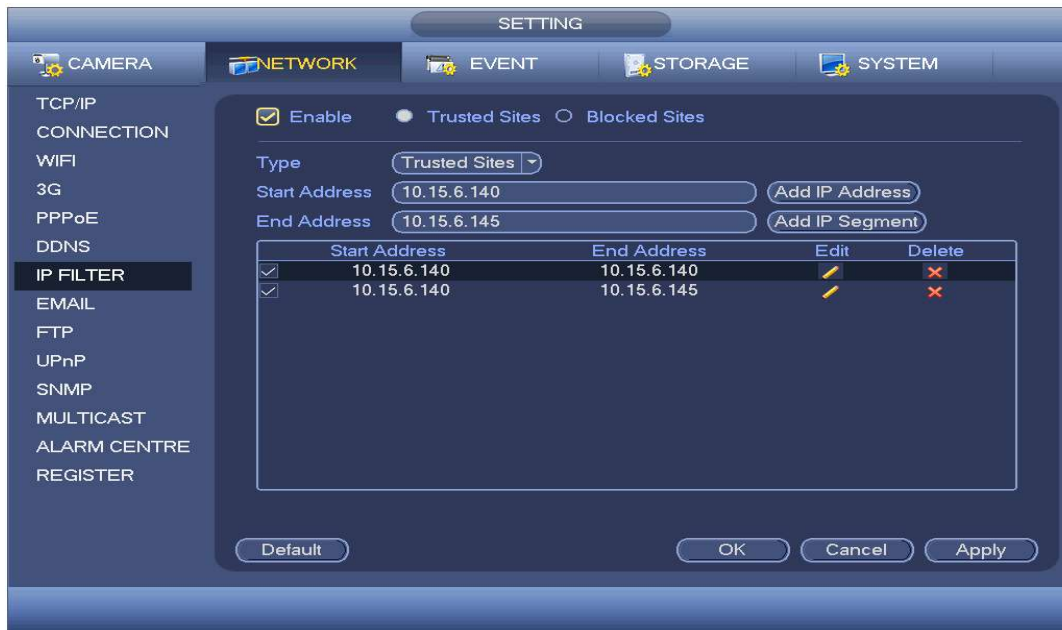 SETTING
CAMERA NETWORK EVENT STORAGE SYSTEM
TCP/IP
CONNECTION
WIFI
3G
PPPoE
DDNS
IP FILTER
EMAIL
FTP
UPnP
SNMP
MULTICAST
ALARM CENTRE
REGISTER
Enable Trusted Sites Blocked Sites
Type Trusted Sites
Start Address 10.15.6.140 Add IP Address
End Address 10.15.6.145 Add IP Segment
Start Address End Address Edit Delete
10.15.6.140 10.15.6.140
10.15.6.140 10.15.6.145
Default OK Cancel Apply